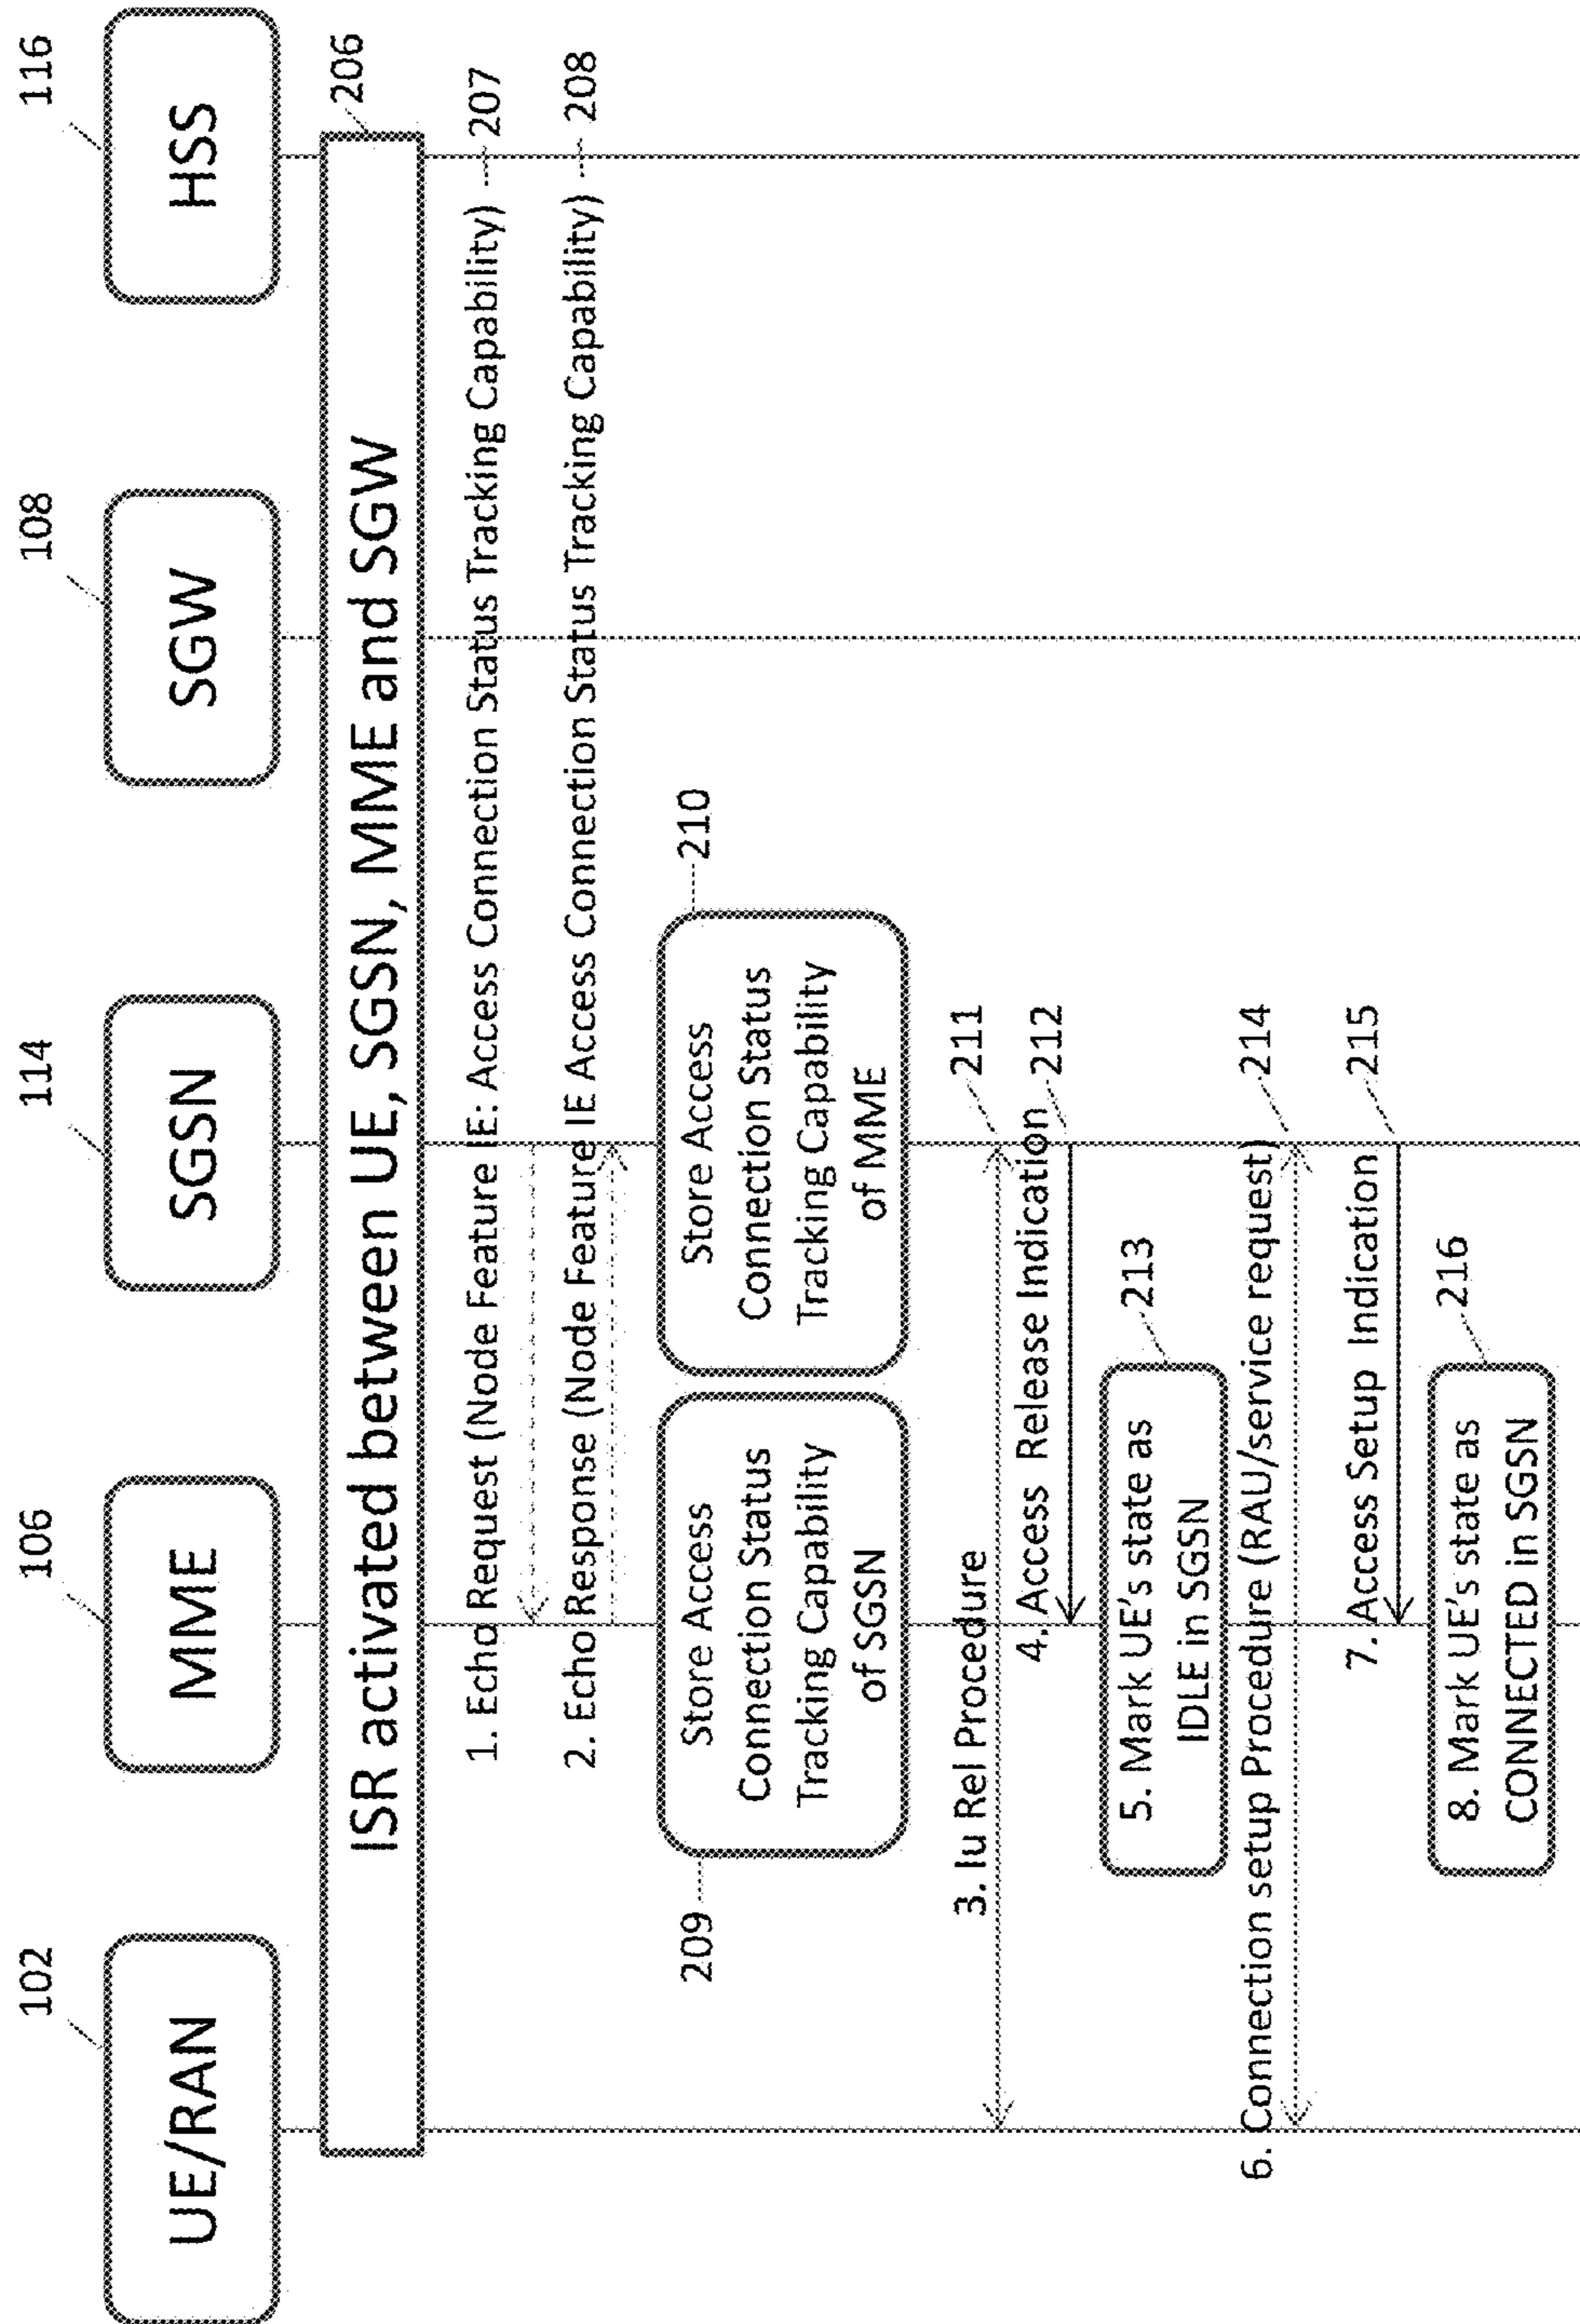 102
106
114
108
116
UE/RAN
MME
SGSN
SGW
HSS
206
ISR activated between UE, SGSN, MME and SGW
1. Echo Request (Node Feature IE: Access Connection Status Tracking Capability)
207
2. Echo Response (Node Feature IE Access Connection Status Tracking Capability)
208
209
Store Access
Connection Status
Tracking Capability
of SGSN
Store Access
Connection Status
Tracking Capability
of MME
210
3. Iu Rel Procedure
211
4. Access Release Indication
212
5. Mark UE's state as
IDLE in SGSN
213
6. Connection setup Procedure (RAU/service request)
214
7. Access Setup Indication
215
8. Mark UE's state as
CONNECTED in SGSN
216